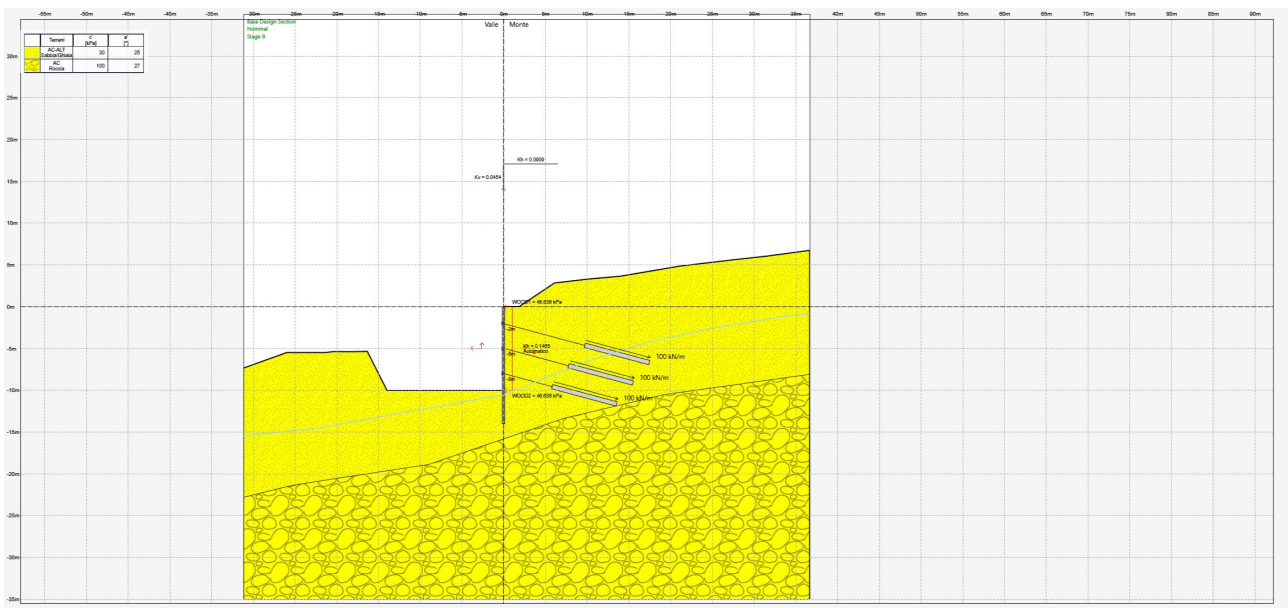 -55m -50m -45m -40m -35m -30m -25m -20m -15m -10m -5m 0m 5m 10m 15m 20m 25m 30m 35m 40m 45m 50m 55m 60m 65m 70m 75m 80m 85m 90m
Base Design Section
Nominal
Stage 9
Valle
Monte
Terreni c' [kPa] ø' [°]
AC-ALT Sabbia/Ghiaia 30 25
AC Roccia 100 27
30m
25m
20m
15m
10m
5m
0m
-5m
-10m
-15m
-20m
-25m
-30m
-35m
Kh = 0.0909
Kv = 0.0454
WOOD1 = 46.636 kPa
-2m
Kh = 0.1465
-5m
Automatico
100 kN/m
100 kN/m
-8m
100 kN/m
WOOD2 = 46.636 kPa